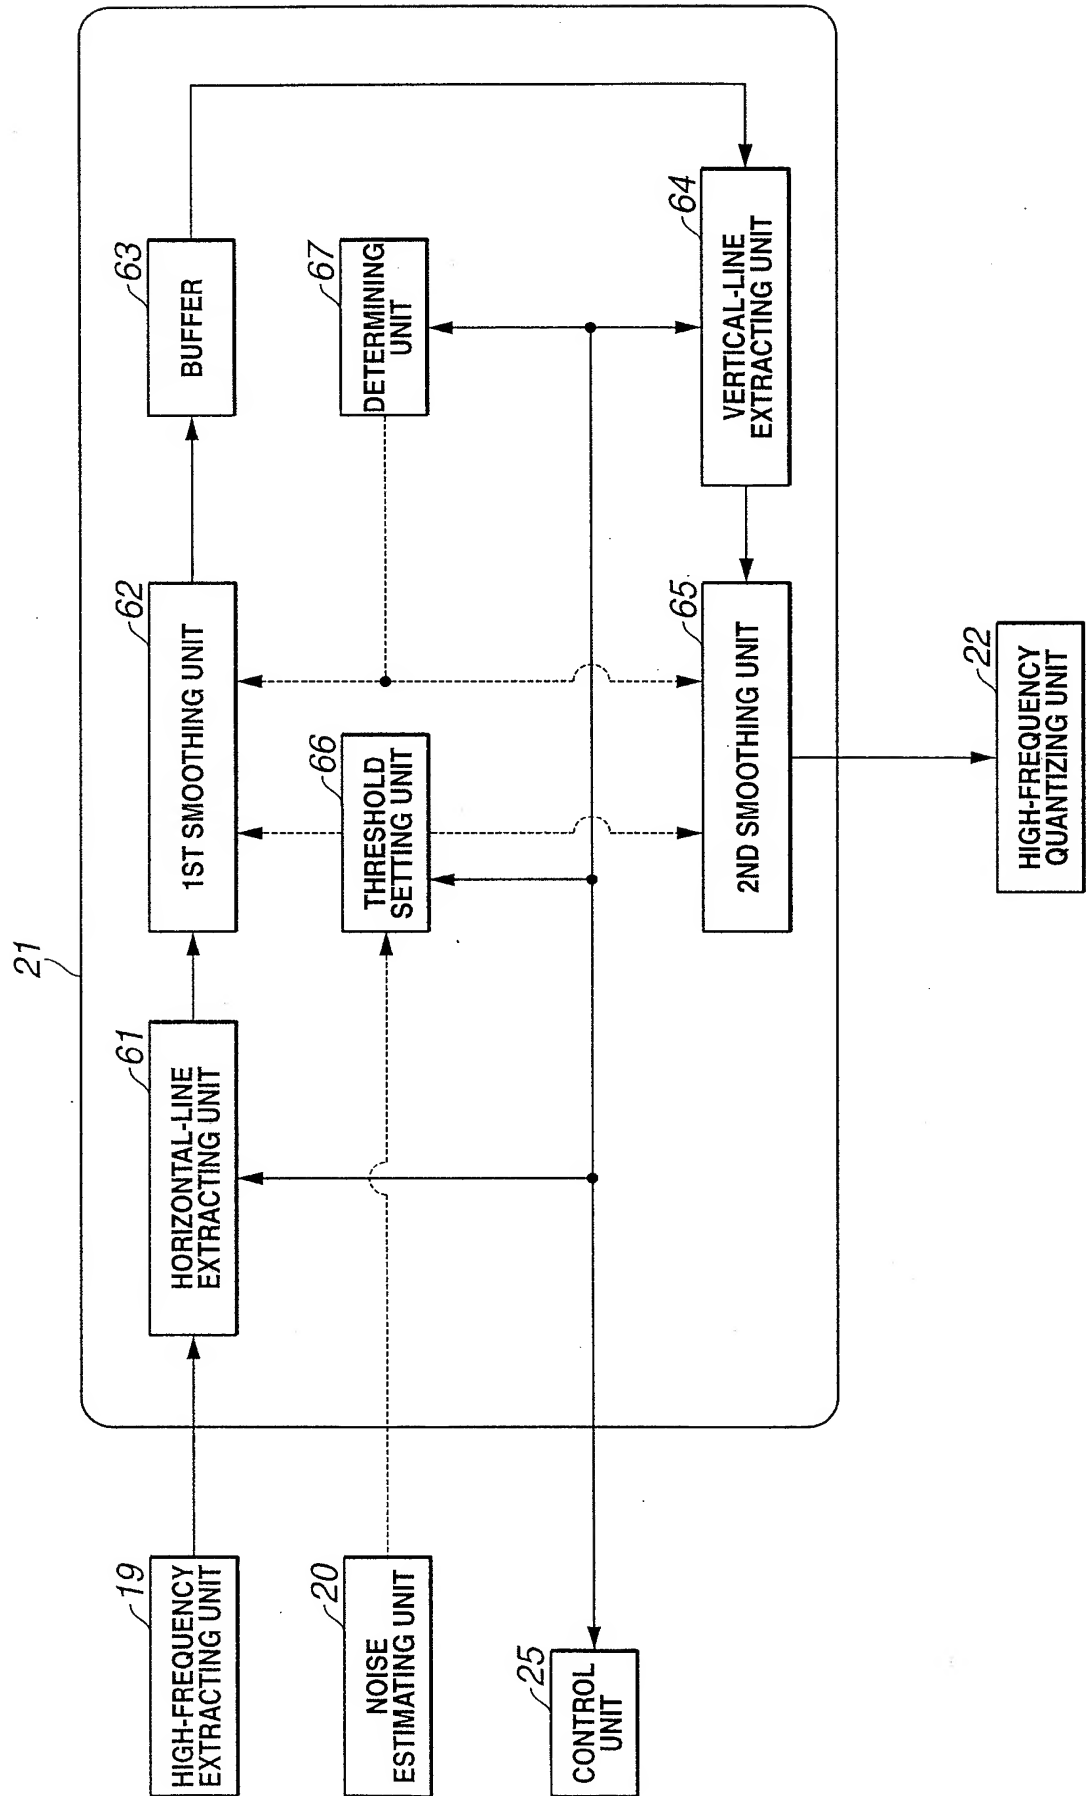 21
19
HIGH-FREQUENCY
EXTRACTING UNIT
61
HORIZONTAL-LINE
EXTRACTING UNIT
62
1ST SMOOTHING UNIT
63
BUFFER
20
NOISE
ESTIMATING UNIT
66
THRESHOLD
SETTING UNIT
67
DETERMINING
UNIT
25
CONTROL
UNIT
65
2ND SMOOTHING UNIT
64
VERTICAL-LINE
EXTRACTING UNIT
22
HIGH-FREQUENCY
QUANTIZING UNIT